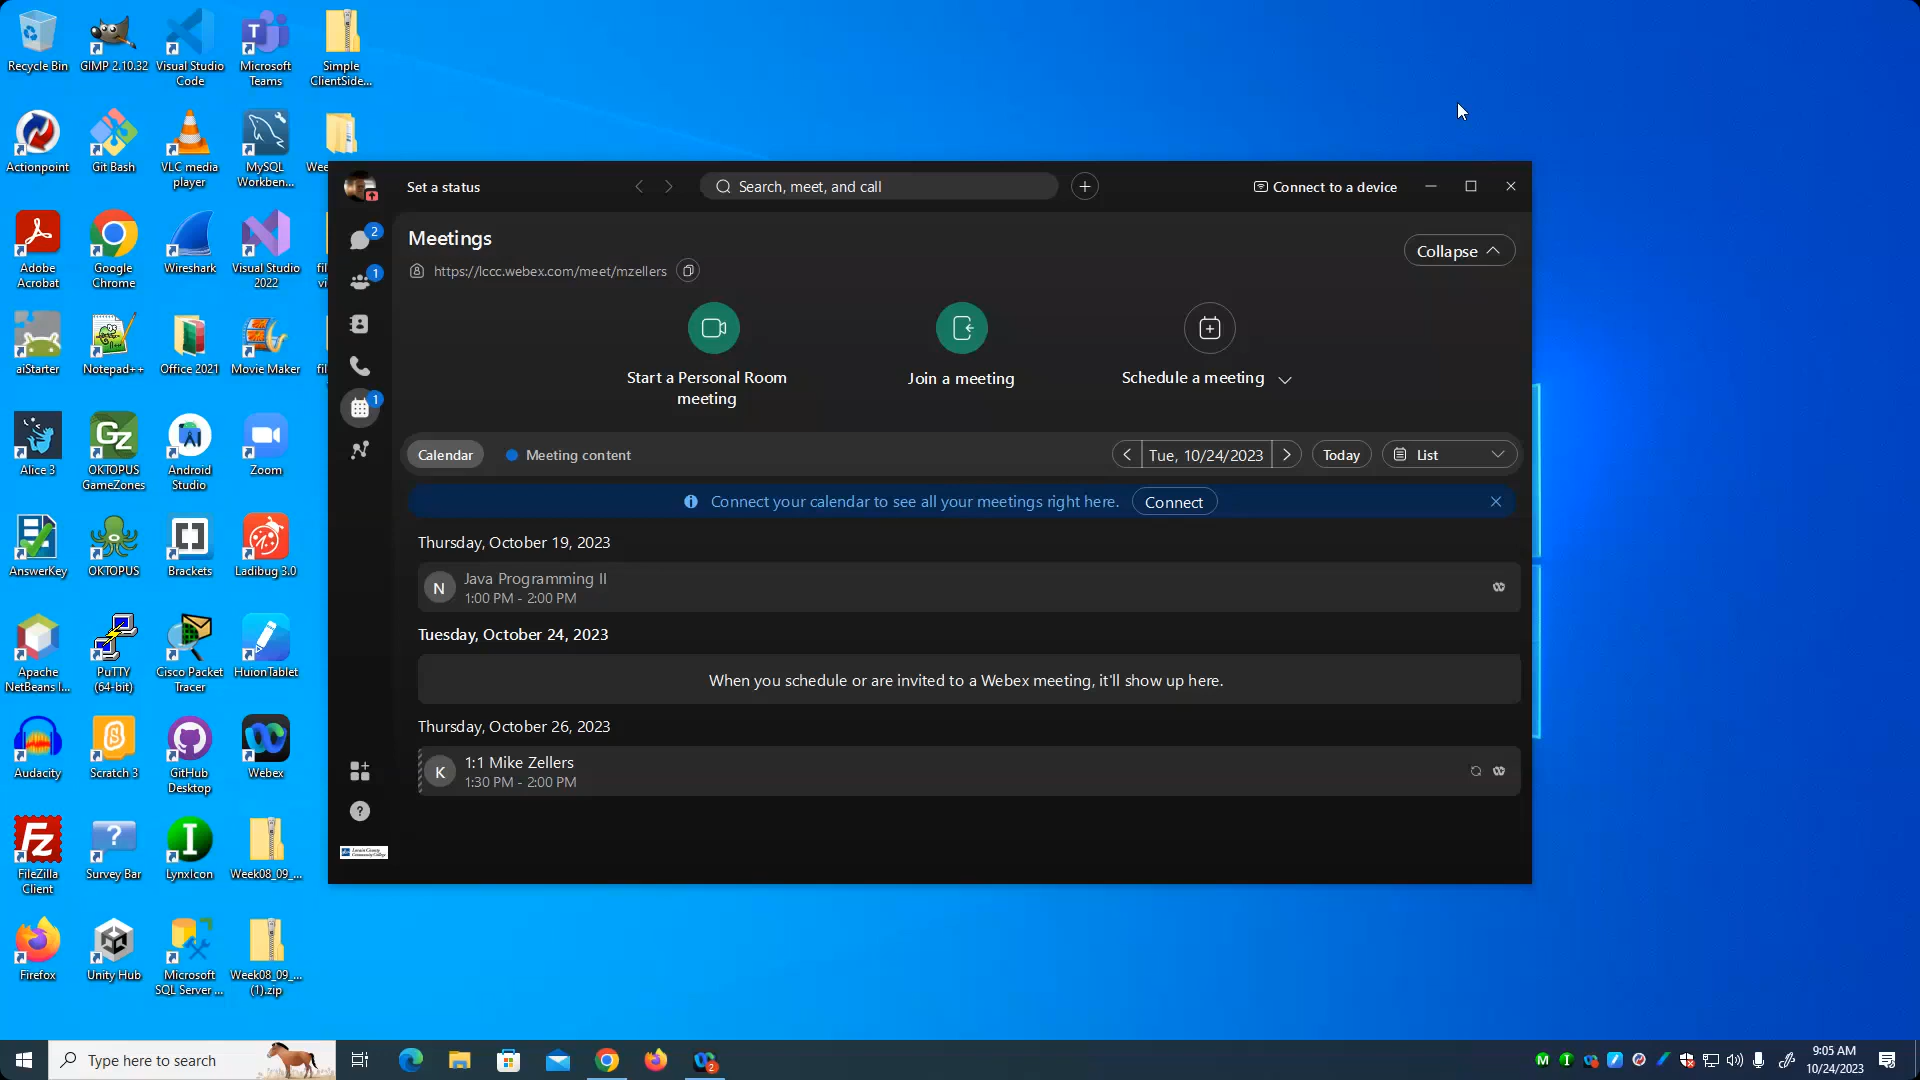 Recycle Bin
GIMP 2.10.32
Visual Studio
Code
Microsoft
Teams
Simple
ClientSide...
Actionpoint
Git Bash
VLC media
player
MySQL
Workben...
Adobe
Acrobat
Google
Chrome
Wireshark
Visual Studio
2022
aiStarter
Notepad++
Office 2021
Movie Maker
Alice 3
OKTOPUS
GameZones
Android
Studio
Zoom
AnswerKey
OKTOPUS
Brackets
Ladibug 3.0
Apache
NetBeans I...
PuTTY
(64-bit)
Cisco Packet
Tracer
HuionTablet
Audacity
Scratch 3
GitHub
Desktop
Webex
FileZilla
Client
Survey Bar
LynxIcon
Week08_09_...
Firefox
Unity Hub
Microsoft
SQL Server ...
Week08_09_...
(1).zip
Set a status
Search, meet, and call
Connect to a device
2
1
1
Meetings
https://lccc.webex.com/meet/mzellers
Collapse
Start a Personal Room
meeting
Join a meeting
Schedule a meeting
Calendar
Meeting content
Tue, 10/24/2023
Today
List
Connect your calendar to see all your meetings right here.
Connect
Thursday, October 19, 2023
N
Java Programming II
1:00 PM - 2:00 PM
Tuesday, October 24, 2023
When you schedule or are invited to a Webex meeting, it'll show up here.
Thursday, October 26, 2023
K
1:1 Mike Zellers
1:30 PM - 2:00 PM
Lorain County
Community College
Type here to search
2
9:05 AM
10/24/2023